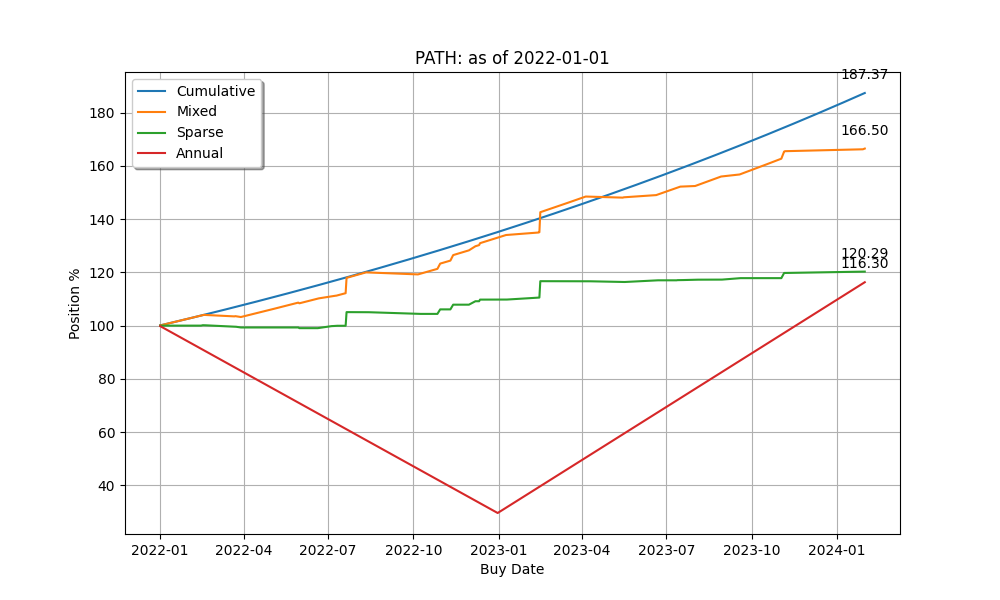 PATH: as of 2022-01-01
187.37
Cumulative
Mixed
Sparse
Annual
166.50
120.29
116.30
180
160
140
120
100
80
60
40
Position %
2022-01 2022-04 2022-07 2022-10 2023-01 2023-04 2023-07 2023-10 2024-01
Buy Date